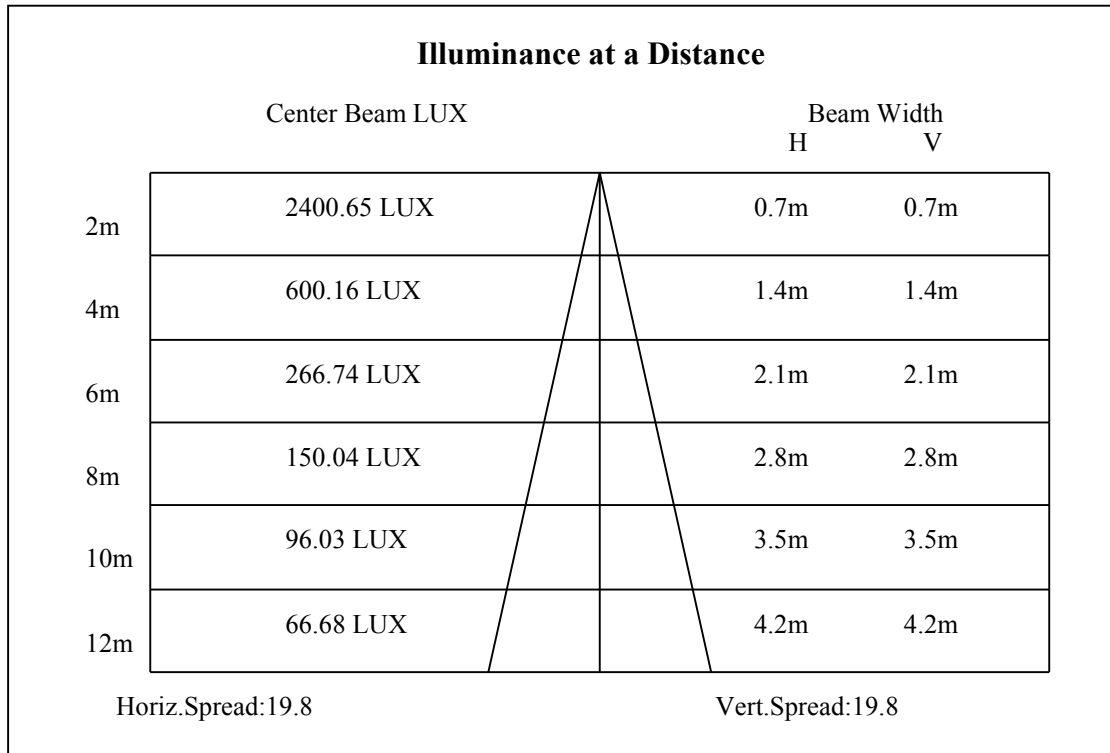 Illuminance at a Distance
Center Beam LUX Beam Width
H V
2m 2400.65 LUX 0.7m 0.7m
4m 600.16 LUX 1.4m 1.4m
6m 266.74 LUX 2.1m 2.1m
8m 150.04 LUX 2.8m 2.8m
10m 96.03 LUX 3.5m 3.5m
12m 66.68 LUX 4.2m 4.2m
Horiz.Spread:19.8 Vert.Spread:19.8